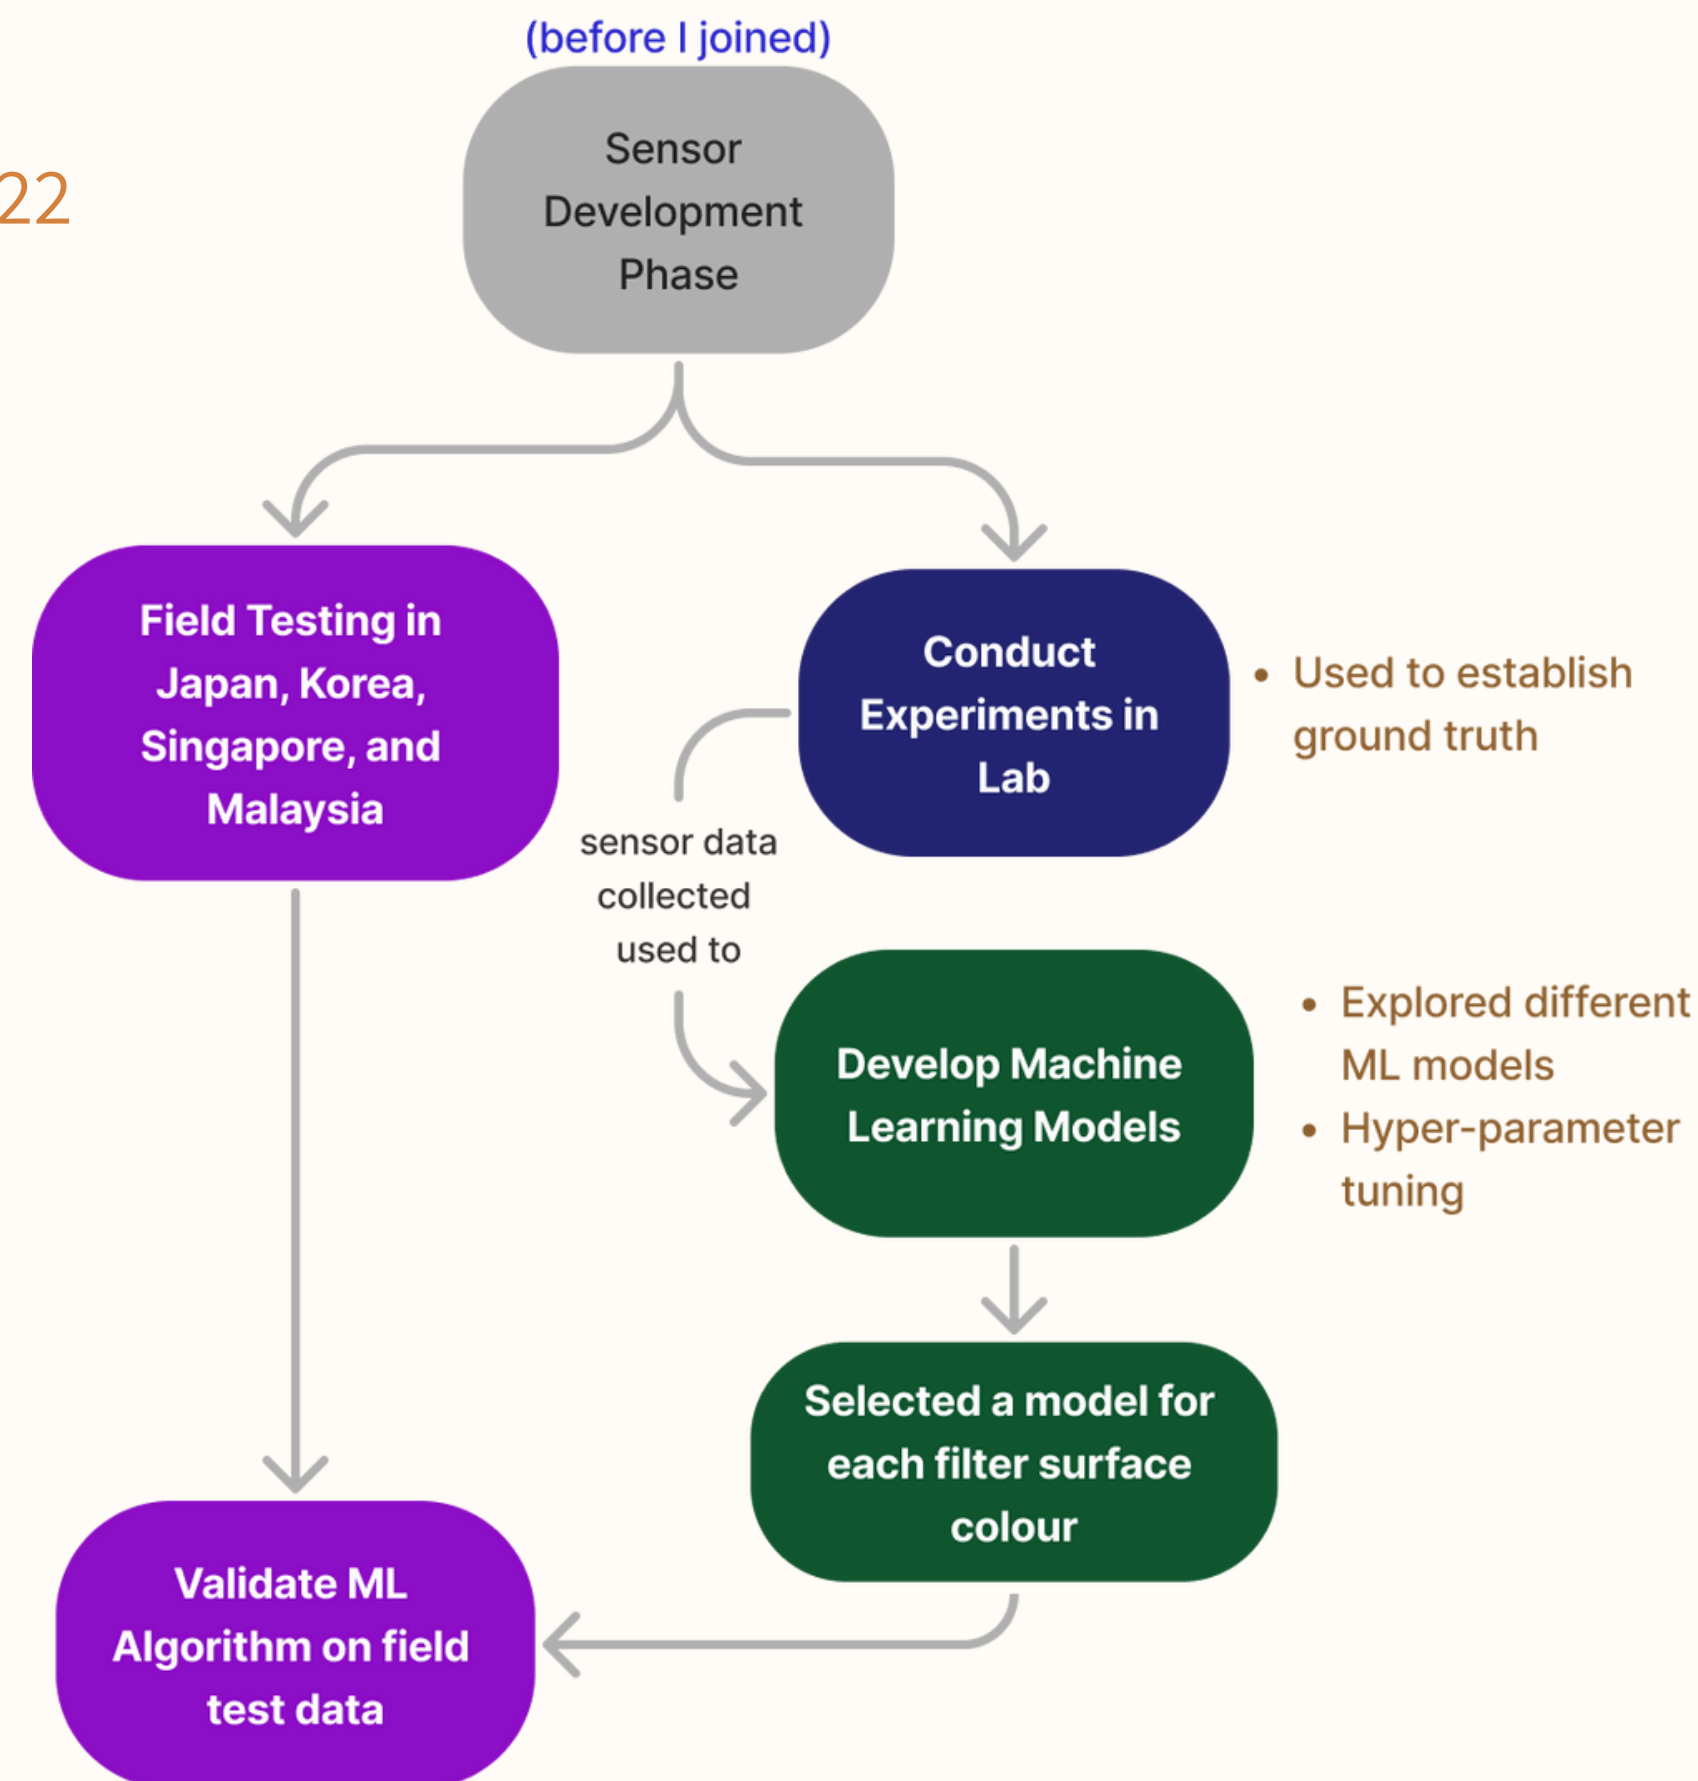 (before I joined)
22
Sensor
Development
Phase
Field Testing in
Japan, Korea,
Singapore, and
Malaysia
Conduct
Experiments in
Lab
• Used to establish
ground truth
sensor data
collected
used to
Develop Machine
Learning Models
• Explored different
ML models
• Hyper-parameter
tuning
Selected a model for
each filter surface
colour
Validate ML
Algorithm on field
test data